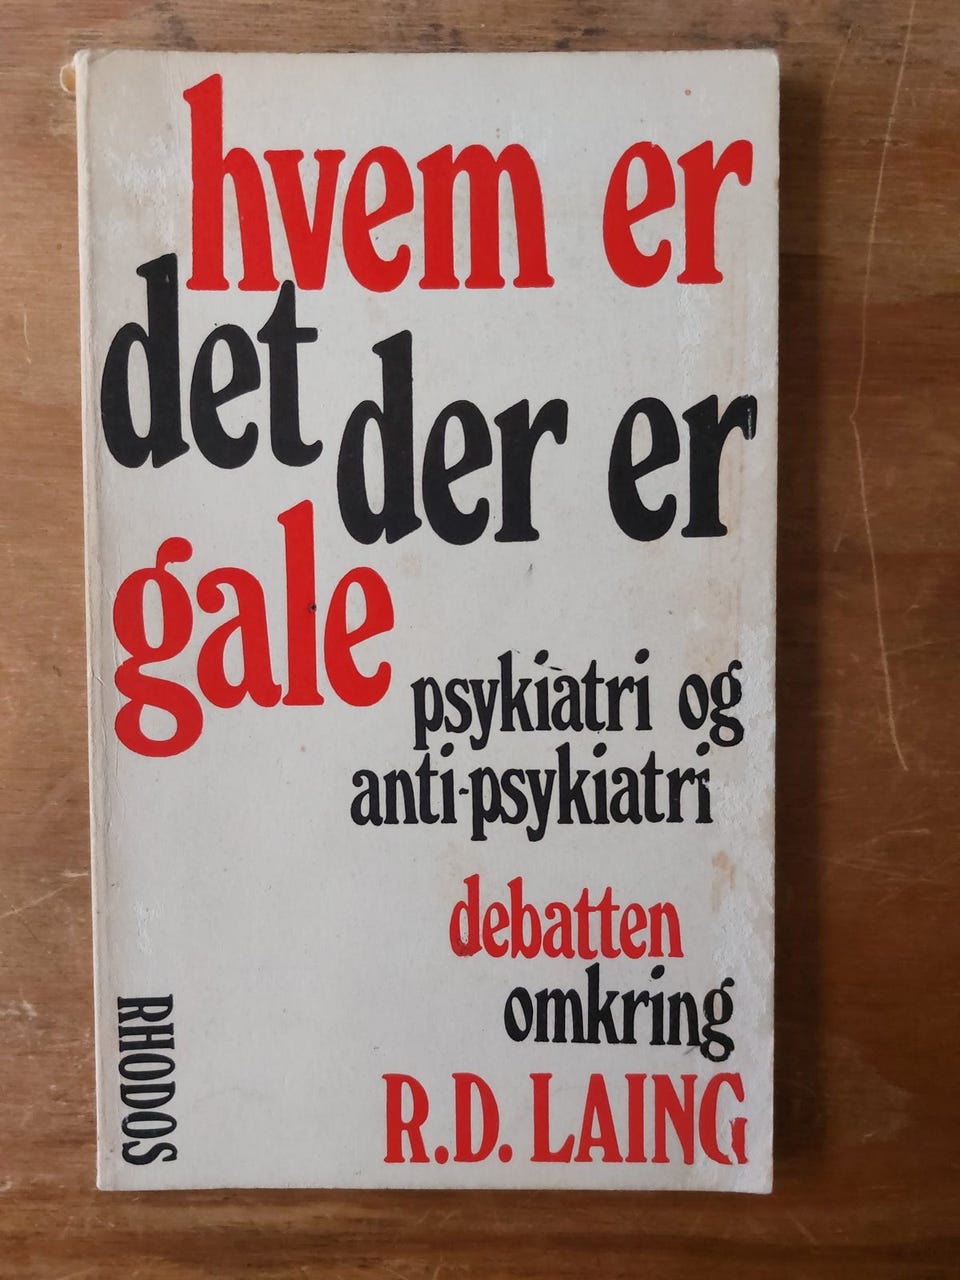 hvem er
det der er
gale
psykiatri og
anti-psykiatri
debatten
omkring
R.D. LAING
RHODOS